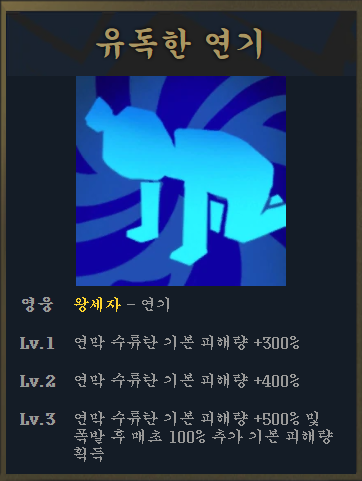 유독한 연기
영웅 왕세자 – 연기
Lv.1 연막 수류탄 기본 피해량 +300%
Lv.2 연막 수류탄 기본 피해량 +400%
Lv.3 연막 수류탄 기본 피해량 +500% 및
폭발 후 매초 100% 추가 기본 피해량
획득